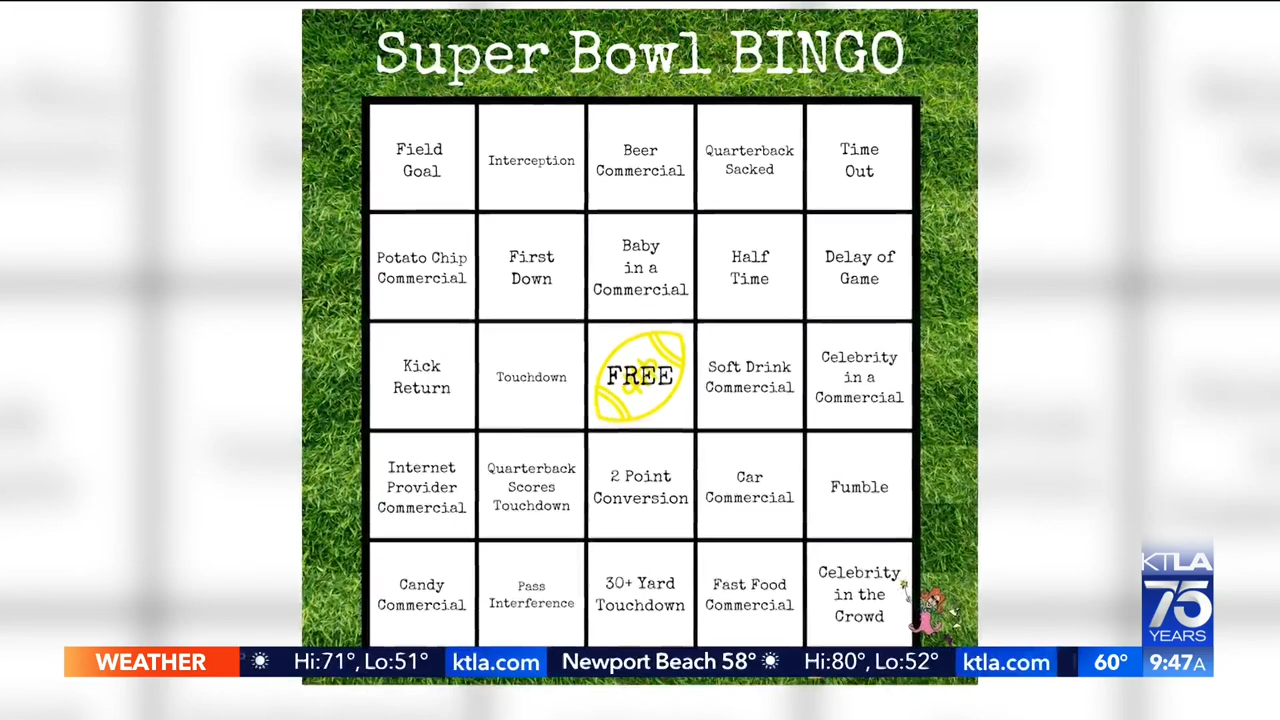 Super Bowl BINGO
Field
Goal
Interception
Beer
Commercial
Quarterback
Sacked
Time
Out
Potato Chip
Commercial
First
Down
Baby
in a
Commercial
Half
Time
Delay of
Game
Kick
Return
Touchdown
FREE
Soft Drink
Commercial
Celebrity
in a
Commercial
Internet
Provider
Commercial
Quarterback
Scores
Touchdown
2 Point
Conversion
Car
Commercial
Fumble
Candy
Commercial
Pass
Interference
30+ Yard
Touchdown
Fast Food
Commercial
Celebrity
in the
Crowd
KTLA
75
YEARS
WEATHER Hi:71°, Lo:51° ktla.com Newport Beach 58° Hi:80°, Lo:52° ktla.com 60° 9:47A